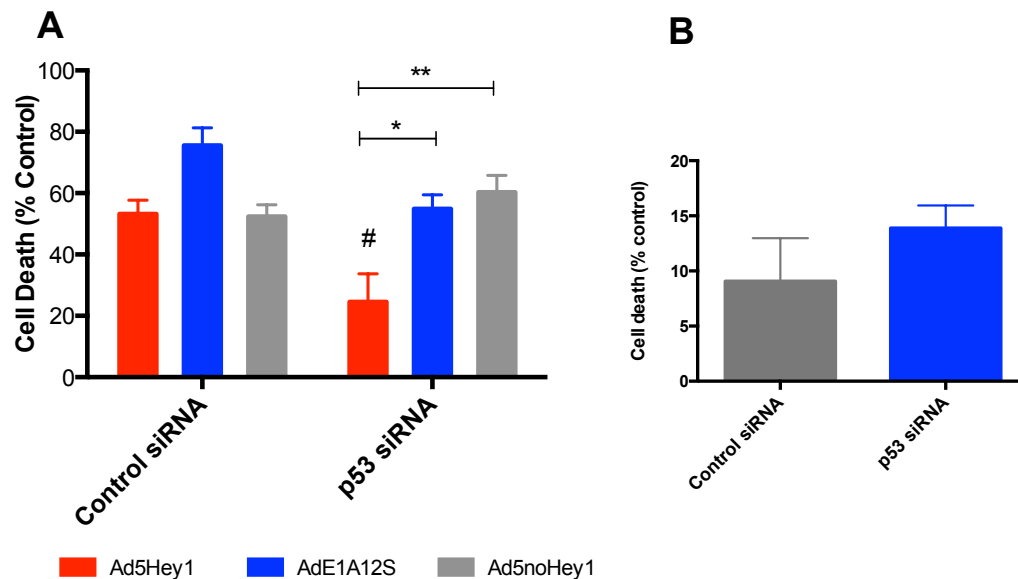 A
Cell Death (% Control)
100
80
60
40
20
0
**
*
#
Control siRNA
p53 siRNA
Ad5Hey1
AdE1A12S
Ad5noHey1
B
Cell death (% control)
20
15
10
5
0
Control siRNA
p53 siRNA